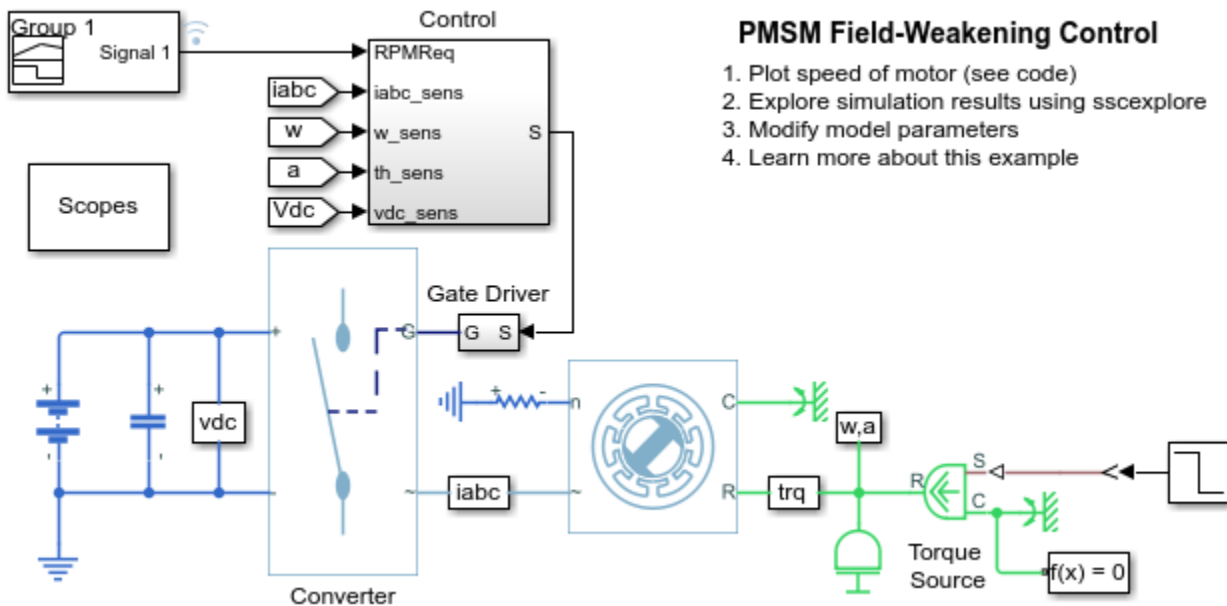 Group 1
Signal 1
Control
RPMReq
iabc
iabc_sens
w
w_sens
S
a
th_sens
Vdc
vdc_sens
PMSM Field-Weakening Control
1. Plot speed of motor (see code)
2. Explore simulation results using sscexplore
3. Modify model parameters
4. Learn more about this example
Scopes
Gate Driver
+
G
G S
+
+
vdc
-
-
+ -
n
C
w,a
-
~
iabc
~
R
trq
R
S
C
Torque
Source
f(x) = 0
Converter